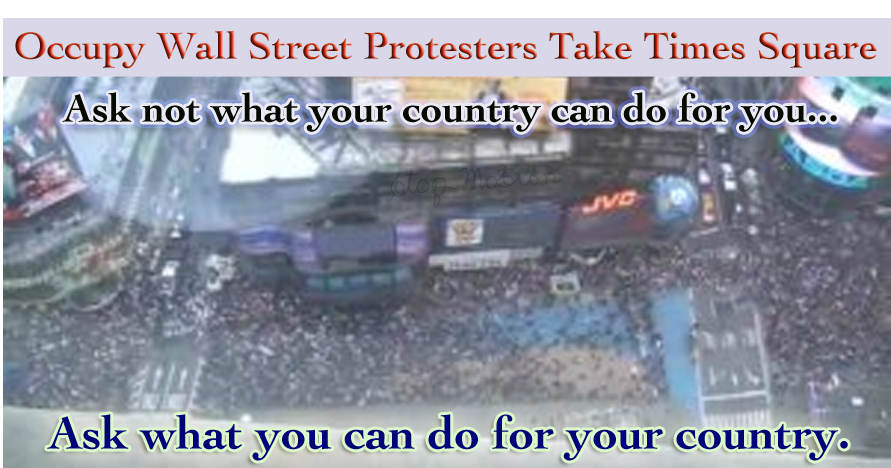 Occupy Wall Street Protesters Take Times Square
Ask not what your country can do for you...
JVC
Ask what you can do for your country.